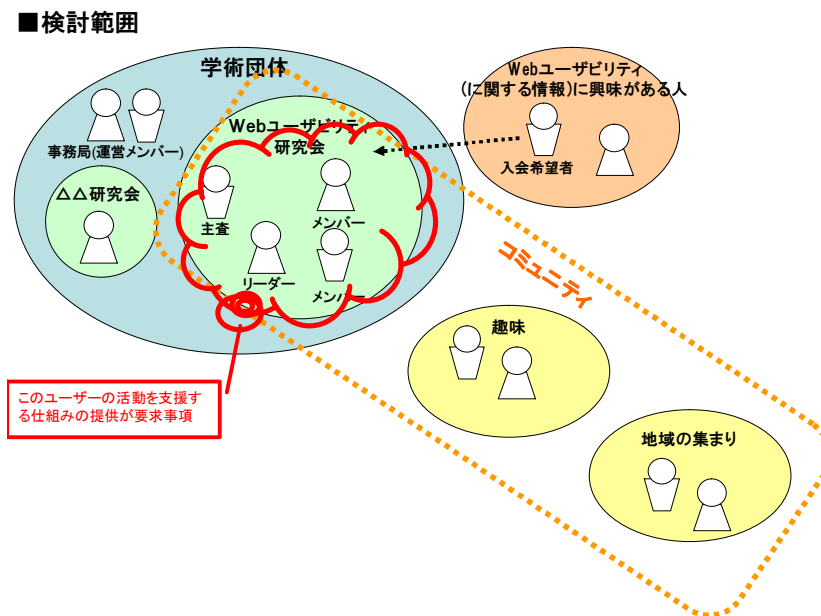 ■検討範囲
学術団体
事務局(運営メンバー)
△△研究会
Webユーザビリティ
研究会
主査
メンバー
リーダー
メンバー
Webユーザビリティ
(に関する情報)に興味がある人
入会希望者
コミュニティ
趣味
地域の集まり
このユーザーの活動を支援す
る仕組みの提供が要求事項